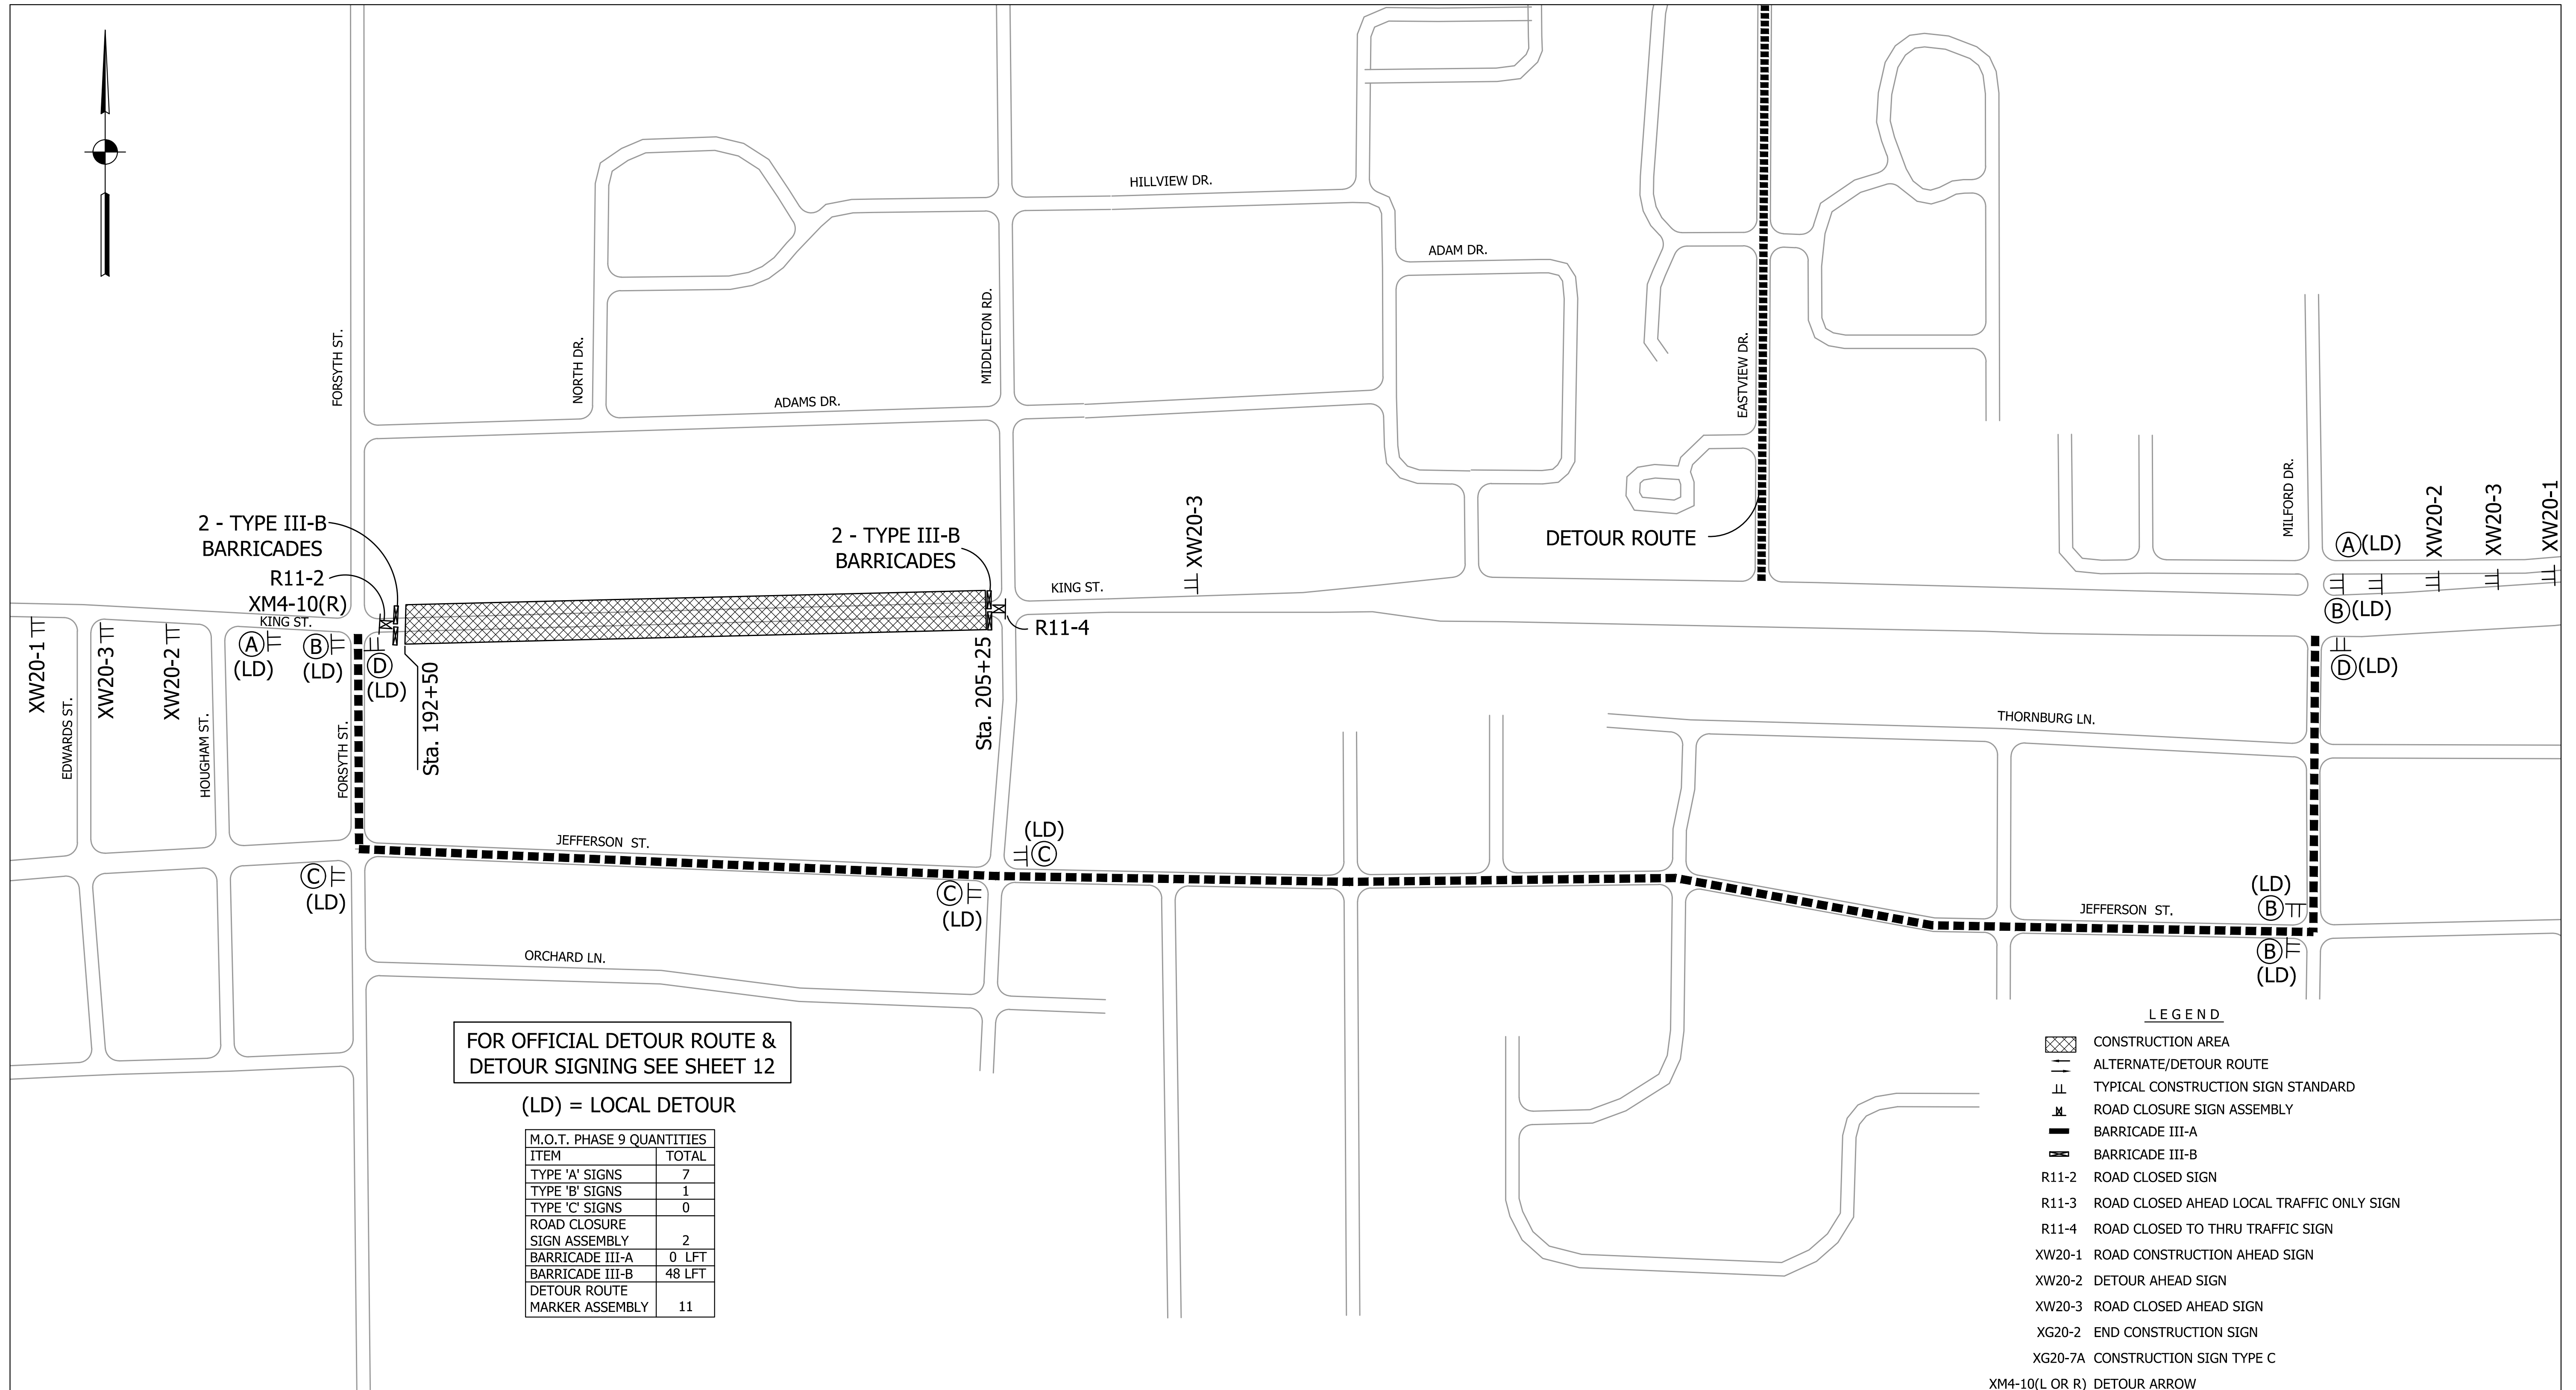 HILLVIEW DR.
ADAM DR.
FORSYTH ST.
NORTH DR.
MIDDLETON RD.
EASTVIEW DR.
ADAMS DR.
MILFORD DR.
2 - TYPE III-B
BARRICADES
R11-2
XM4-10(R)
2 - TYPE III-B
BARRICADES
R11-4
XW20-3
DETOUR ROUTE
A (LD)
B (LD)
D (LD)
XW20-2
XW20-3
XW20-1
KING ST.
KING ST.
XW20-1
XW20-3
XW20-2
A
(LD)
B
(LD)
D
(LD)
EDWARDS ST.
HOUGHAM ST.
FORSYTH ST.
Sta. 192+50
Sta. 205+25
THORNBURG LN.
JEFFERSON ST.
(LD)
C
C
(LD)
C
(LD)
(LD)
B
JEFFERSON ST.
B
(LD)
ORCHARD LN.
FOR OFFICIAL DETOUR ROUTE &
DETOUR SIGNING SEE SHEET 12
(LD) = LOCAL DETOUR
M.O.T. PHASE 9 QUANTITIES
ITEM TOTAL
TYPE 'A' SIGNS 7
TYPE 'B' SIGNS 1
TYPE 'C' SIGNS 0
ROAD CLOSURE
SIGN ASSEMBLY 2
BARRICADE III-A 0 LFT
BARRICADE III-B 48 LFT
DETOUR ROUTE
MARKER ASSEMBLY 11
LEGEND
CONSTRUCTION AREA
ALTERNATE/DETOUR ROUTE
TYPICAL CONSTRUCTION SIGN STANDARD
ROAD CLOSURE SIGN ASSEMBLY
BARRICADE III-A
BARRICADE III-B
R11-2 ROAD CLOSED SIGN
R11-3 ROAD CLOSED AHEAD LOCAL TRAFFIC ONLY SIGN
R11-4 ROAD CLOSED TO THRU TRAFFIC SIGN
XW20-1 ROAD CONSTRUCTION AHEAD SIGN
XW20-2 DETOUR AHEAD SIGN
XW20-3 ROAD CLOSED AHEAD SIGN
XG20-2 END CONSTRUCTION SIGN
XG20-7A CONSTRUCTION SIGN TYPE C
XM4-10(L OR R) DETOUR ARROW